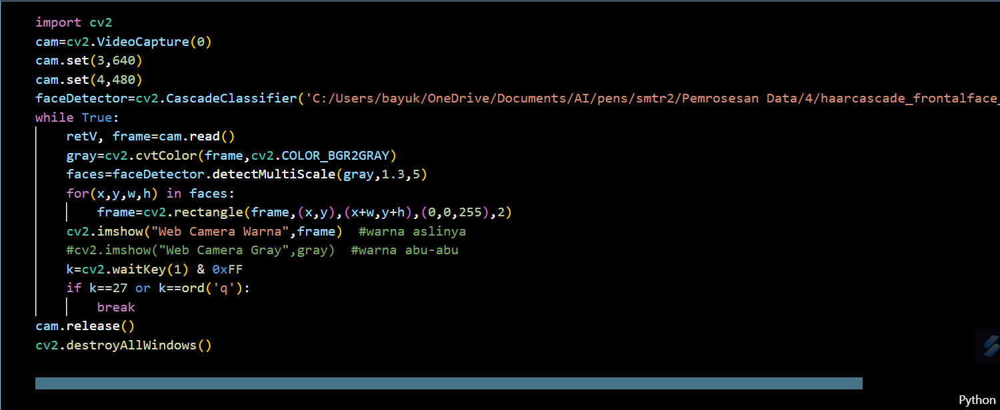 import cv2
cam=cv2.VideoCapture(0)
cam.set(3,640)
cam.set(4,480)
faceDetector=cv2.CascadeClassifier('C:/Users/bayuk/OneDrive/Documents/AI/pens/smtr2/Pemrosesan Data/4/haarcascade_frontalface_
while True:
    retV, frame=cam.read()
    gray=cv2.cvtColor(frame,cv2.COLOR_BGR2GRAY)
    faces=faceDetector.detectMultiScale(gray,1.3,5)
    for(x,y,w,h) in faces:
        frame=cv2.rectangle(frame,(x,y),(x+w,y+h),(0,0,255),2)
    cv2.imshow("Web Camera Warna",frame)  #warna aslinya
    #cv2.imshow("Web Camera Gray",gray)  #warna abu-abu
    k=cv2.waitKey(1) & 0xFF
    if k==27 or k==ord('q'):
        break
cam.release()
cv2.destroyAllWindows()
Python